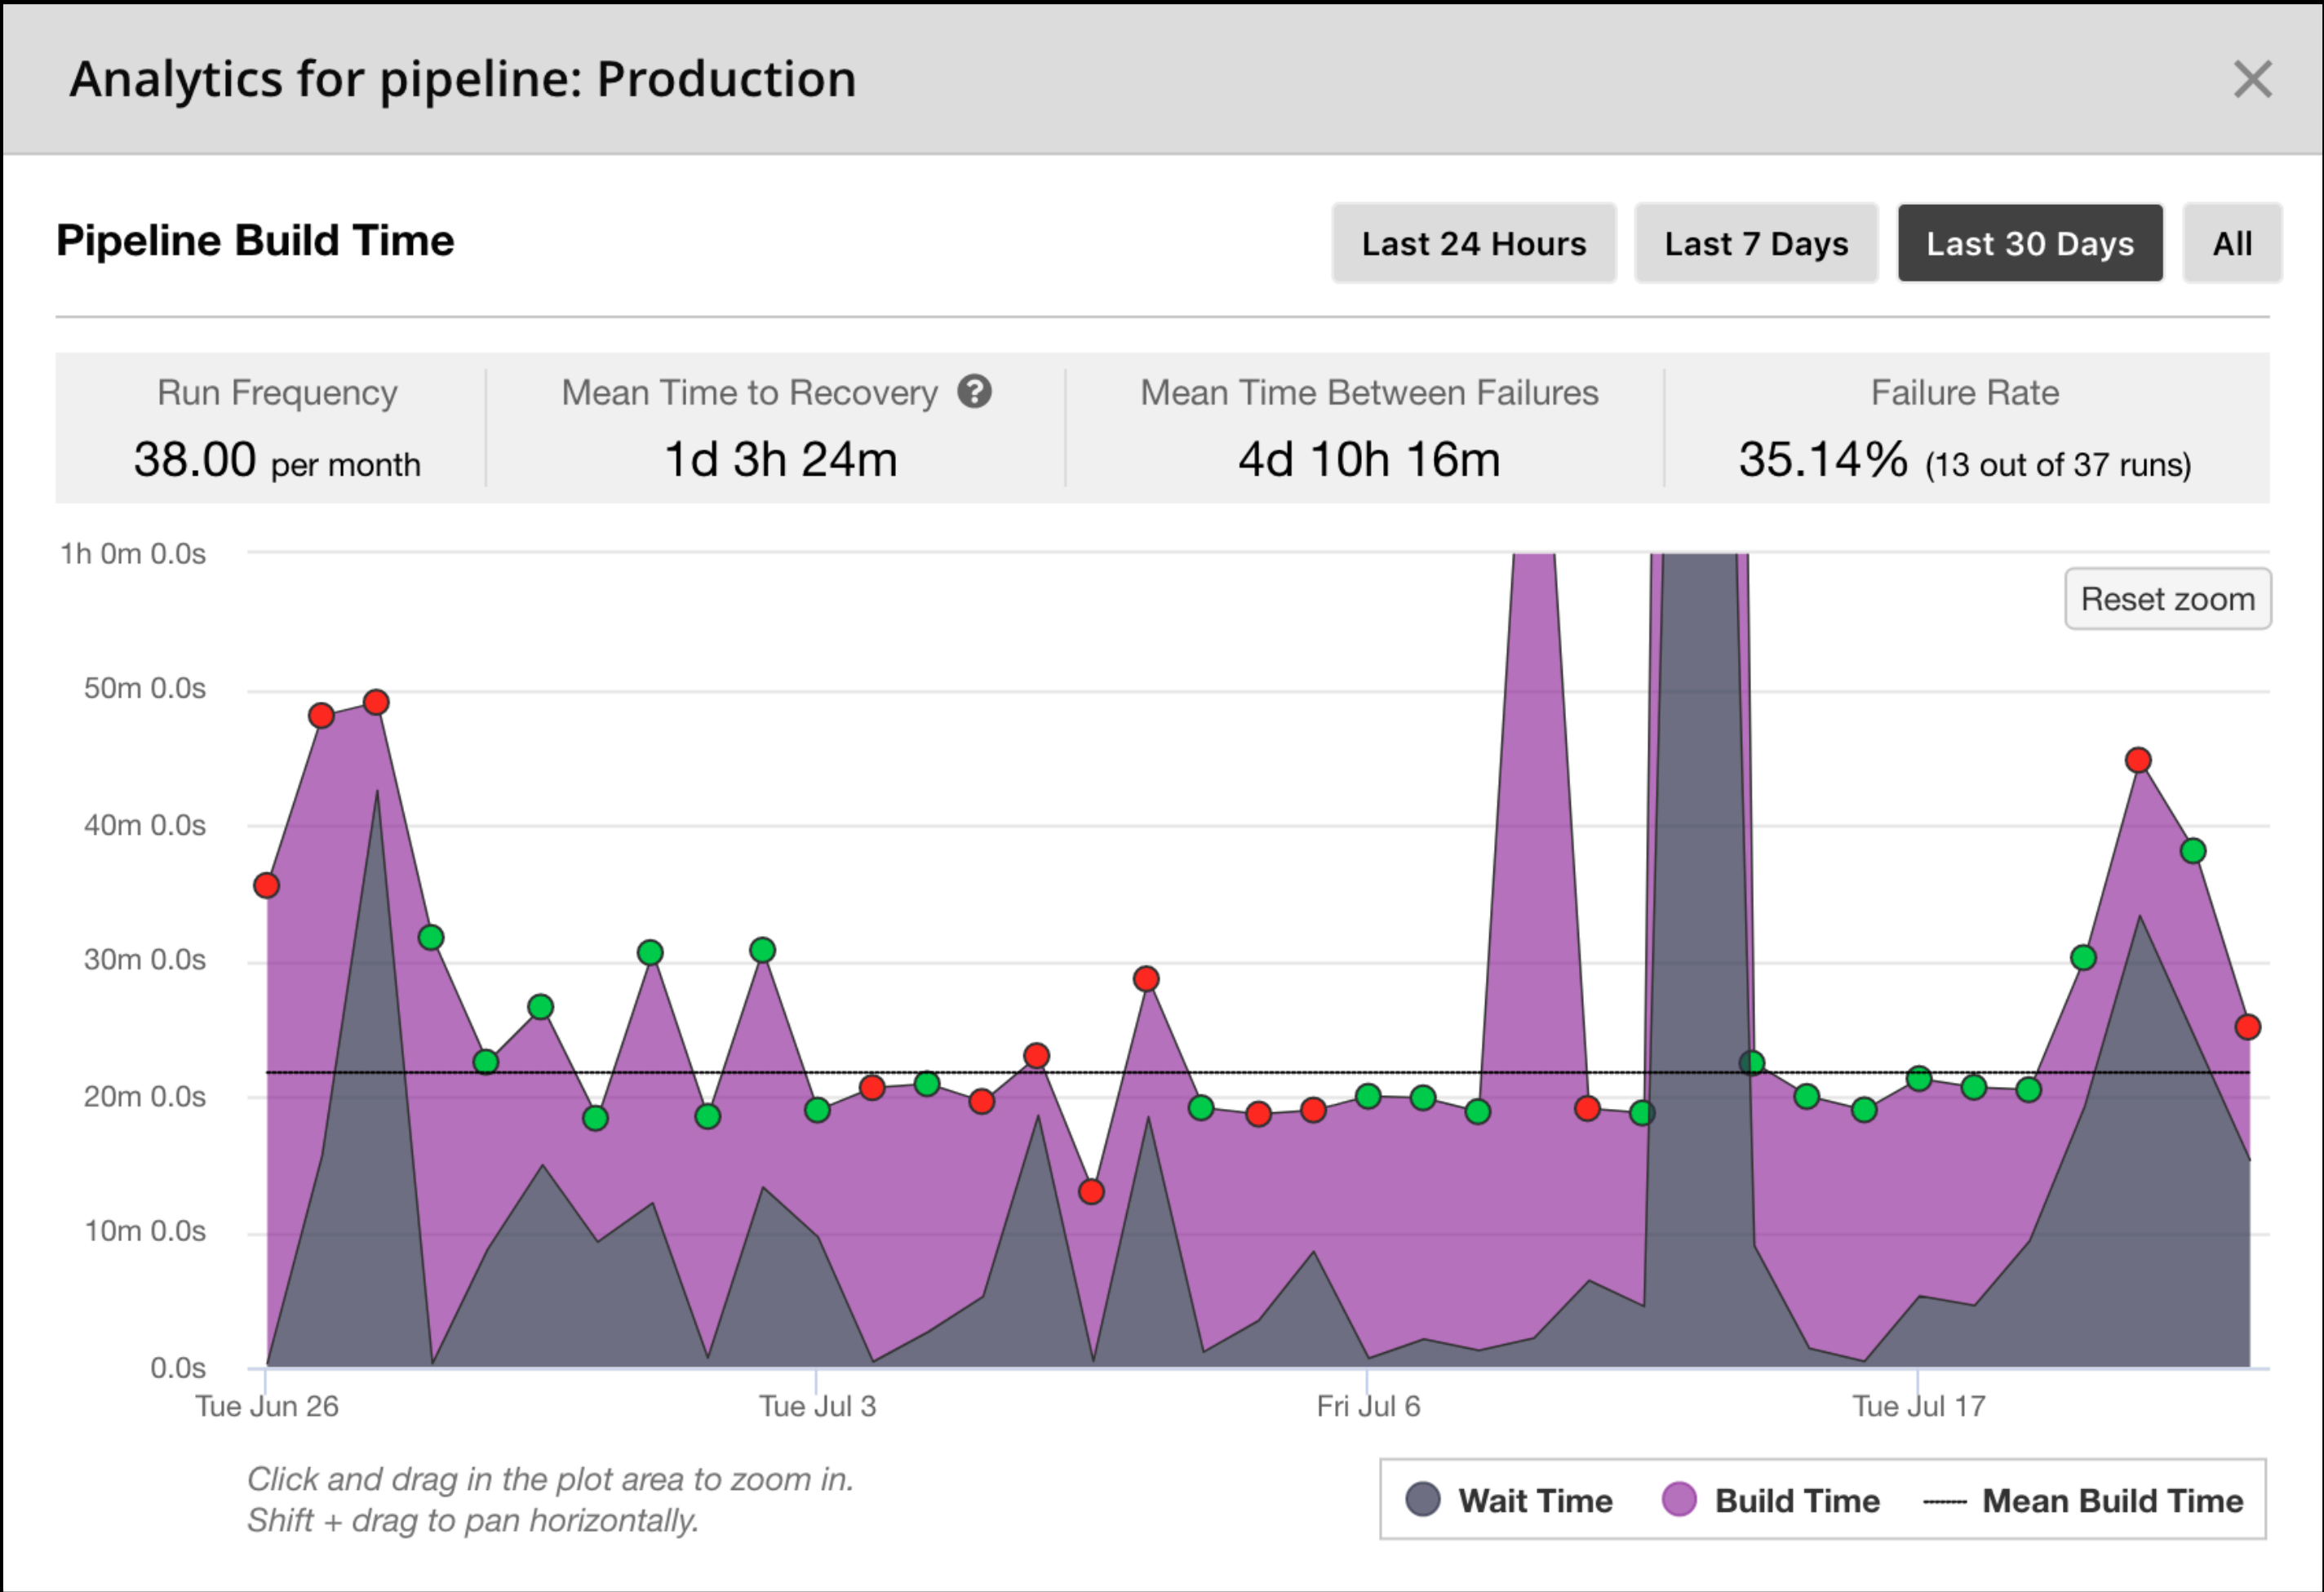 Analytics for pipeline: Production
Pipeline Build Time
Last 24 Hours
Last 7 Days
Last 30 Days
All
Run Frequency
38.00 per month
Mean Time to Recovery ?
1d 3h 24m
Mean Time Between Failures
4d 10h 16m
Failure Rate
35.14% (13 out of 37 runs)
1h 0m 0.0s
50m 0.0s
40m 0.0s
30m 0.0s
20m 0.0s
10m 0.0s
0.0s
Reset zoom
Tue Jun 26
Tue Jul 3
Fri Jul 6
Tue Jul 17
Click and drag in the plot area to zoom in.
Shift + drag to pan horizontally.
Wait Time
Build Time
Mean Build Time